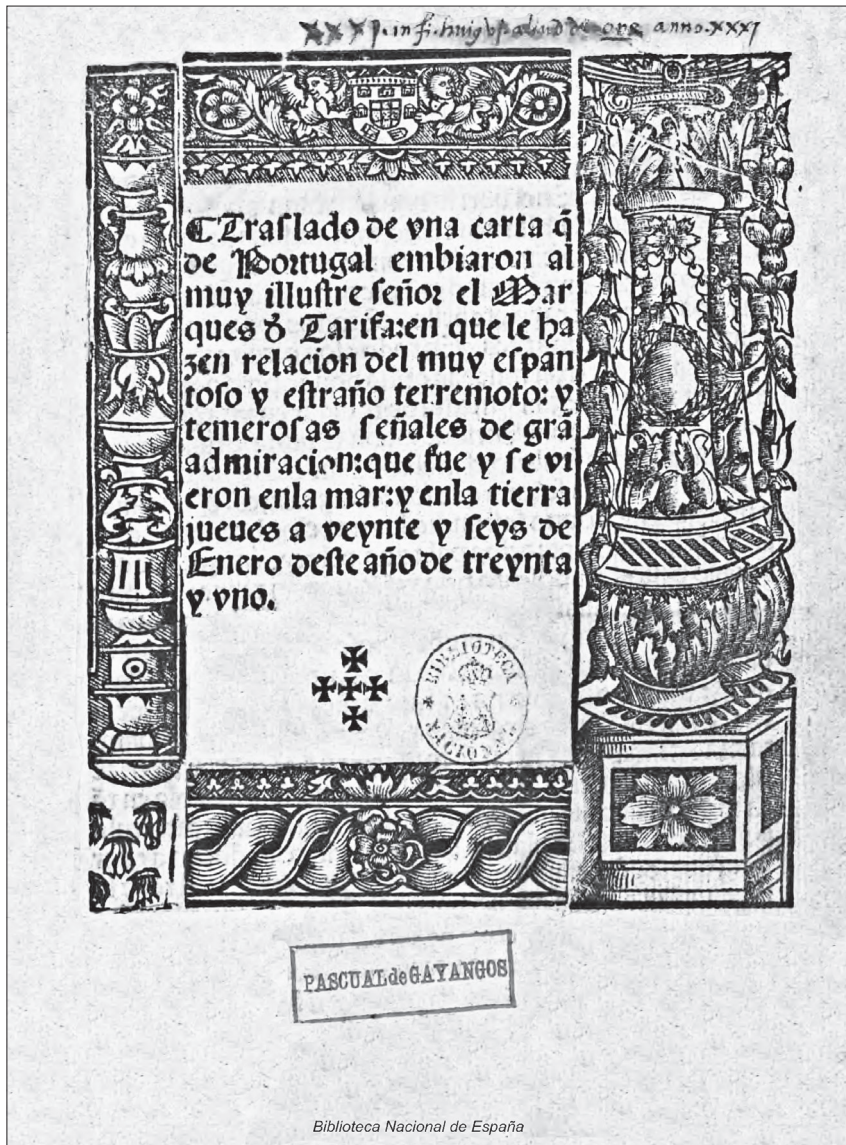 anno.xxxj
¶ Traſlado de vna carta q̃
de Portugal embiaron al
muy illuſtre ſeñor el Mar
ques đ Tarifa:en que le ha
zen relacion del muy eſpan
toſo y eſtraño terremoto: y
temeroſas ſeñales de grã
admiracion:que fue y ſe vi
eron enla mar:y enla tierra
jueues a veynte y ſeys de
Enero deſte año de treynta
y vno.
BIBLIOTECA NACIONAL
PASCUAL de GAYANGOS
Biblioteca Nacional de España